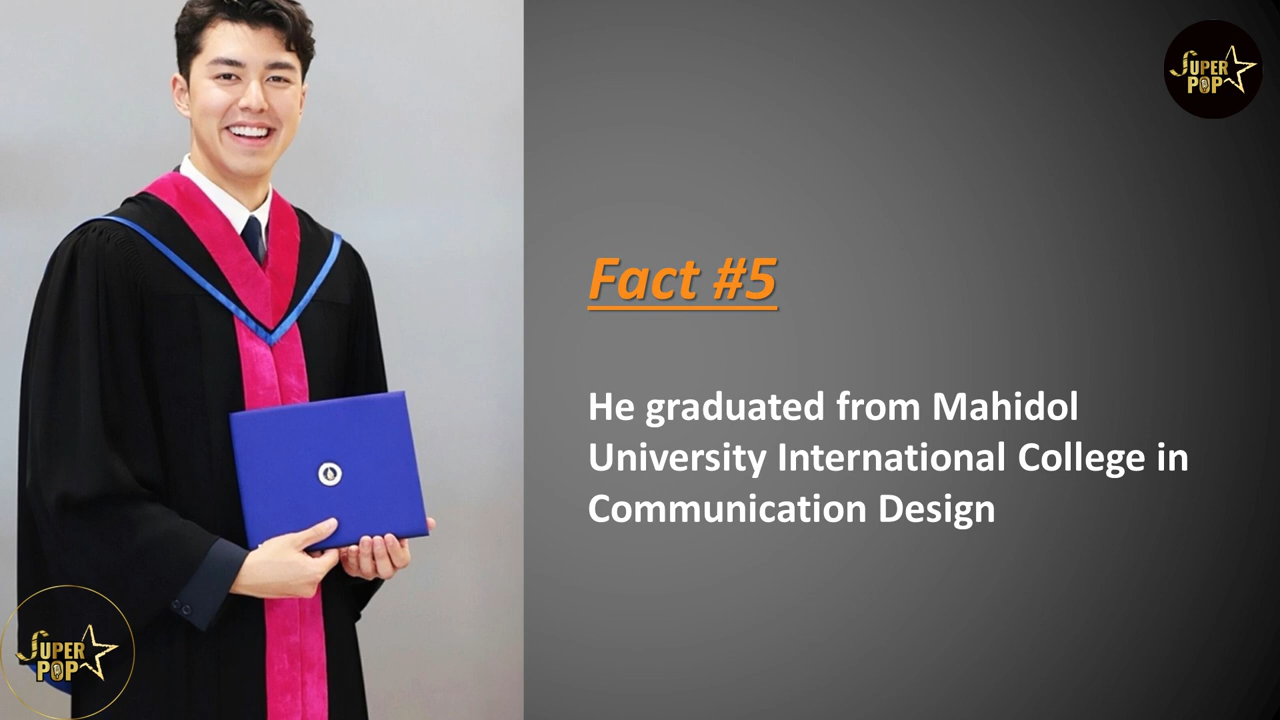 SUPER
POP
Fact #5
He graduated from Mahidol
University International College in
Communication Design
SUPER
POP